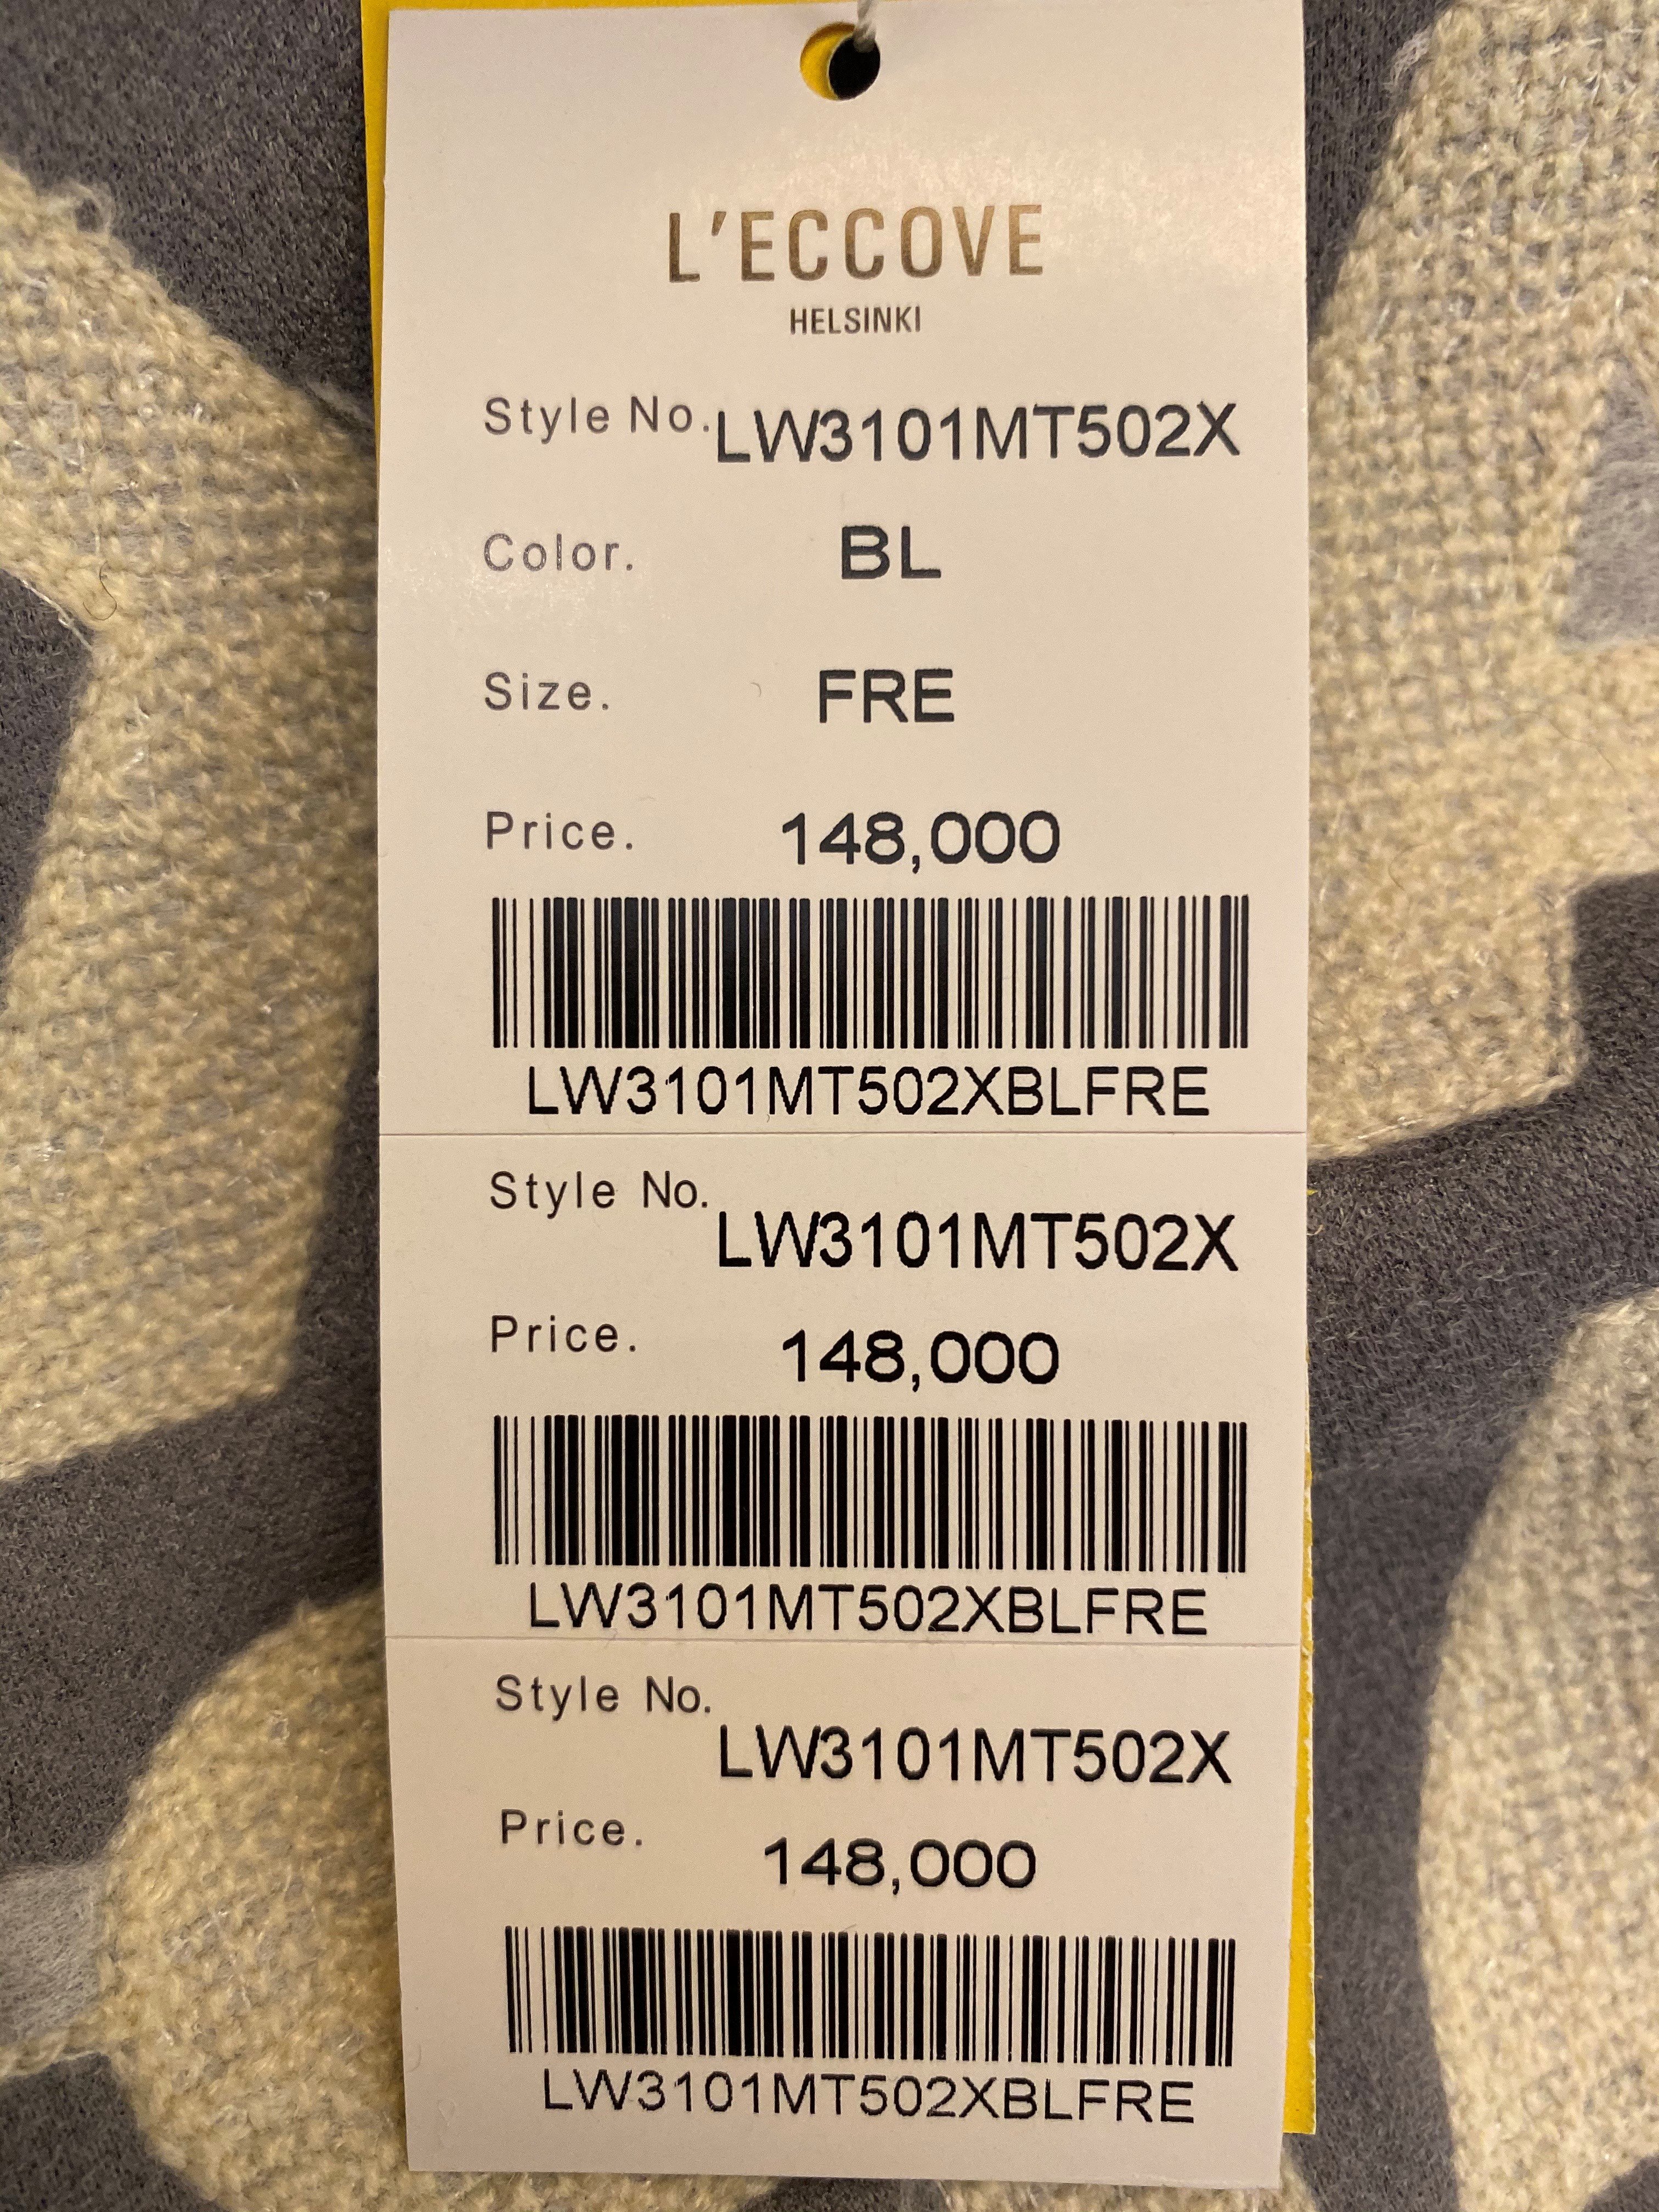 L'ECCOVE
HELSINKI
Style No. LW3101MT502X
Color. BL
Size. FRE
Price. 148,000
LW3101MT502XBLFRE
Style No. LW3101MT502X
Price. 148,000
LW3101MT502XBLFRE
Style No. LW3101MT502X
Price. 148,000
LW3101MT502XBLFRE